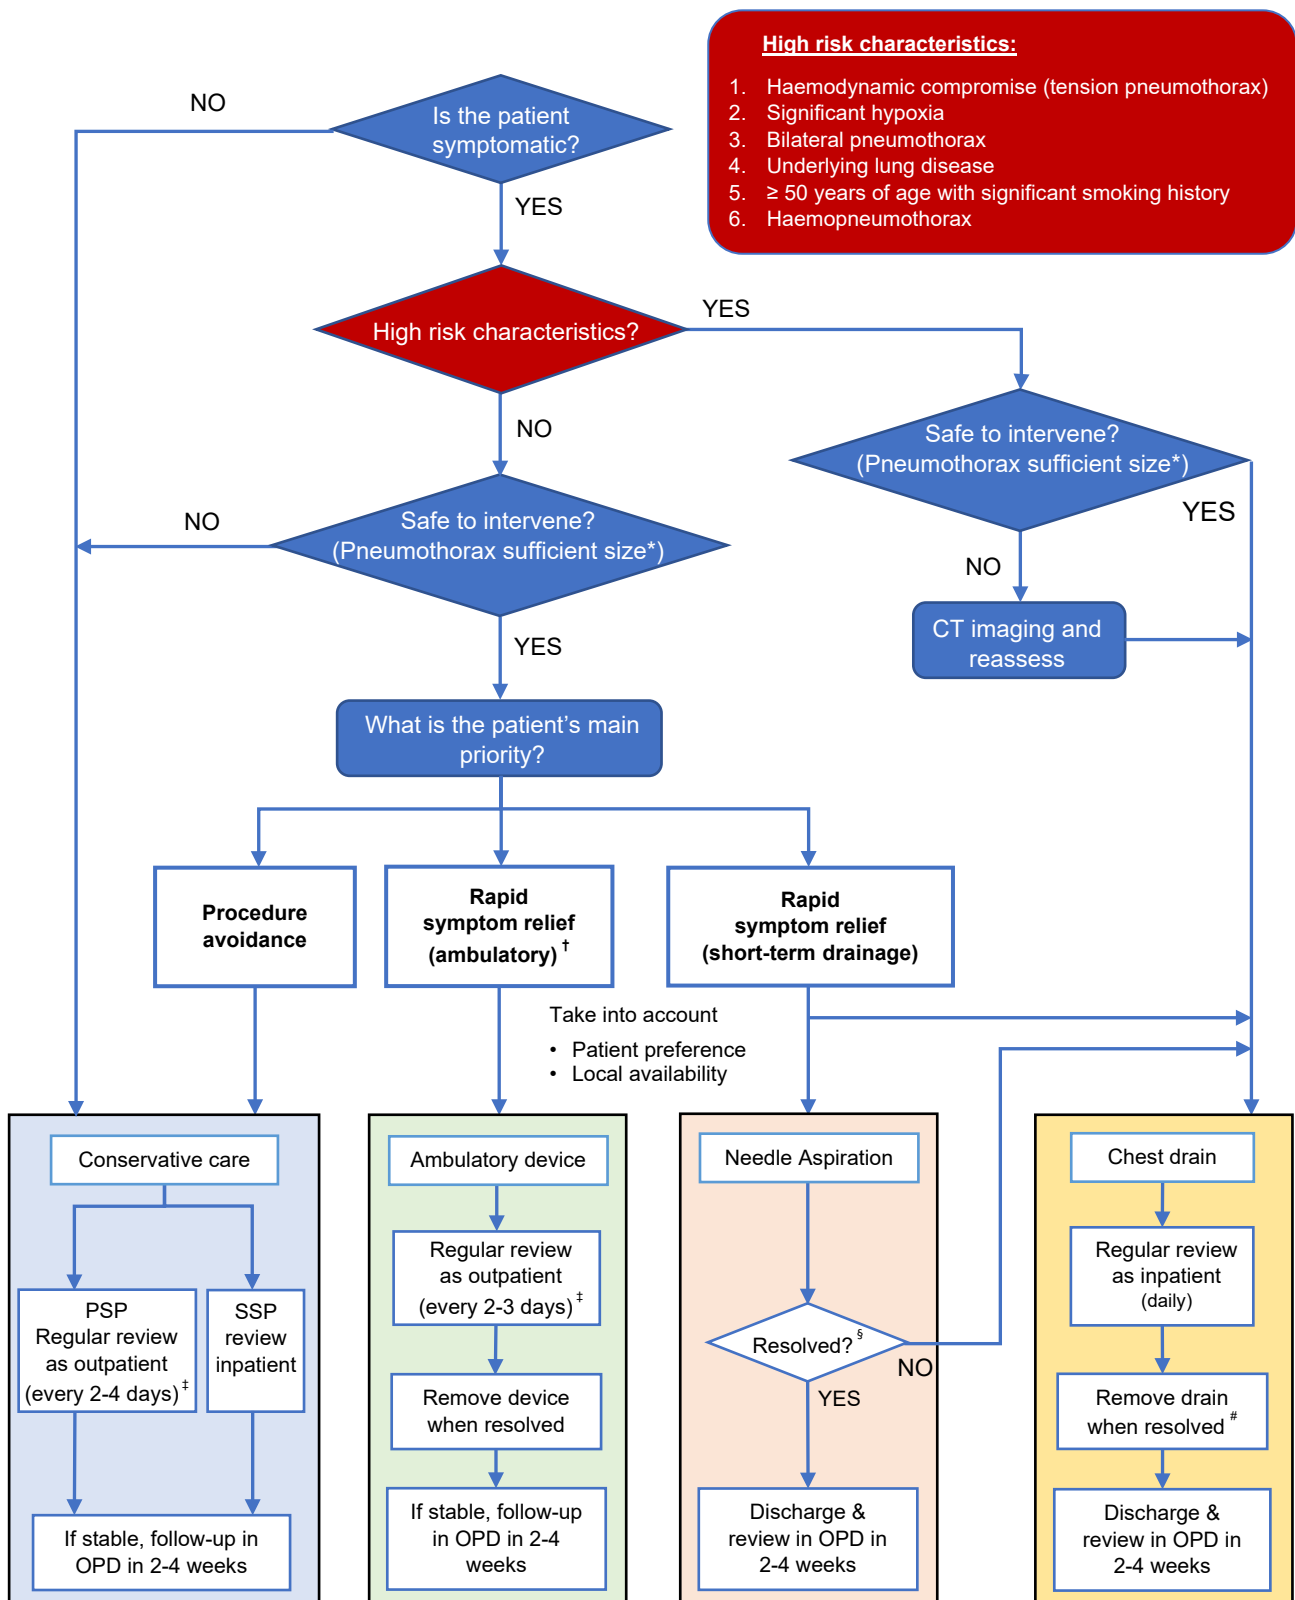 High risk characteristics:
1. Haemodynamic compromise (tension pneumothorax)
2. Significant hypoxia
3. Bilateral pneumothorax
4. Underlying lung disease
5. ≥ 50 years of age with significant smoking history
6. Haemopneumothorax
NO
Is the patient
symptomatic?
YES
High risk characteristics?
YES
NO
Safe to intervene?
(Pneumothorax sufficient size*)
YES
NO
CT imaging and
reassess
NO
Safe to intervene?
(Pneumothorax sufficient size*)
YES
What is the patient’s main
priority?
Procedure
avoidance
Rapid
symptom relief
(ambulatory) †
Rapid
symptom relief
(short-term drainage)
Take into account
• Patient preference
• Local availability
Conservative care
PSP
Regular review
as outpatient
(every 2-4 days) ‡
SSP
review
inpatient
If stable, follow-up in
OPD in 2-4 weeks
Ambulatory device
Regular review
as outpatient
(every 2-3 days) ‡
Remove device
when resolved
If stable, follow-up
in OPD in 2-4
weeks
Needle Aspiration
Resolved? §
NO
YES
Discharge &
review in OPD in
2-4 weeks
Chest drain
Regular review
as inpatient
(daily)
Remove drain
when resolved #
Discharge &
review in OPD in
2-4 weeks